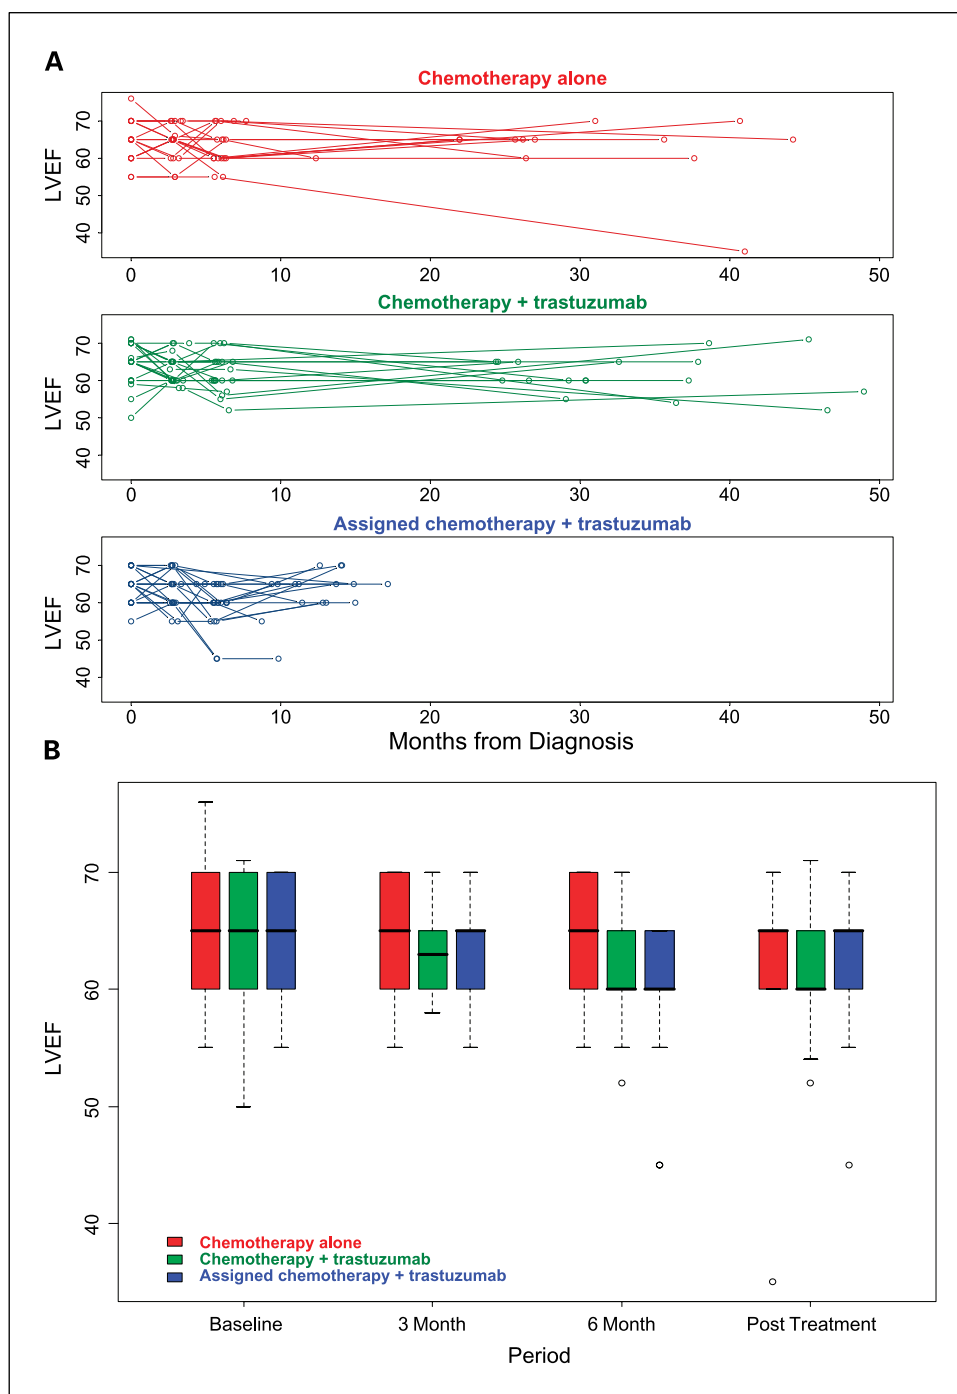 A
Chemotherapy alone
LVEF
70
60
50
40
0 10 20 30 40 50
Chemotherapy + trastuzumab
LVEF
70
60
50
40
0 10 20 30 40 50
Assigned chemotherapy + trastuzumab
LVEF
70
60
50
40
0 10 20 30 40 50
Months from Diagnosis
B
LVEF
70
60
50
40
Chemotherapy alone
Chemotherapy + trastuzumab
Assigned chemotherapy + trastuzumab
Baseline 3 Month 6 Month Post Treatment
Period